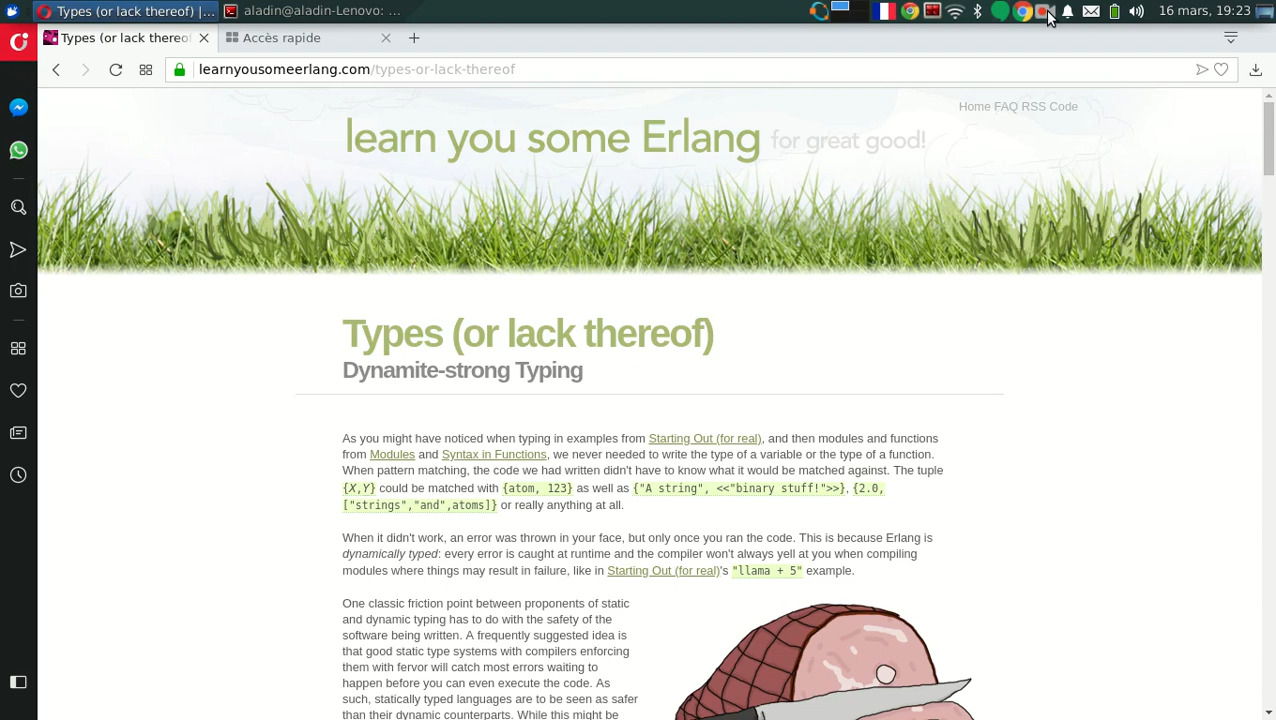 Types (or lack thereof) |...
aladin@aladin-Lenovo: ...
16 mars, 19:23
Types (or lack thereof
Accès rapide
learnyousomeerlang.com/types-or-lack-thereof
Home FAQ RSS Code
learn you some Erlang for great good!
Types (or lack thereof)
Dynamite-strong Typing
As you might have noticed when typing in examples from Starting Out (for real), and then modules and functions
from Modules and Syntax in Functions, we never needed to write the type of a variable or the type of a function.
When pattern matching, the code we had written didn't have to know what it would be matched against. The tuple
{X,Y} could be matched with {atom, 123} as well as {"A string", <<"binary stuff!">>}, {2.0,
["strings","and",atoms]} or really anything at all.
When it didn't work, an error was thrown in your face, but only once you ran the code. This is because Erlang is
dynamically typed: every error is caught at runtime and the compiler won't always yell at you when compiling
modules where things may result in failure, like in Starting Out (for real)'s "llama + 5" example.
One classic friction point between proponents of static
and dynamic typing has to do with the safety of the
software being written. A frequently suggested idea is
that good static type systems with compilers enforcing
them with fervor will catch most errors waiting to
happen before you can even execute the code. As
such, statically typed languages are to be seen as safer
than their dynamic counterparts. While this might be